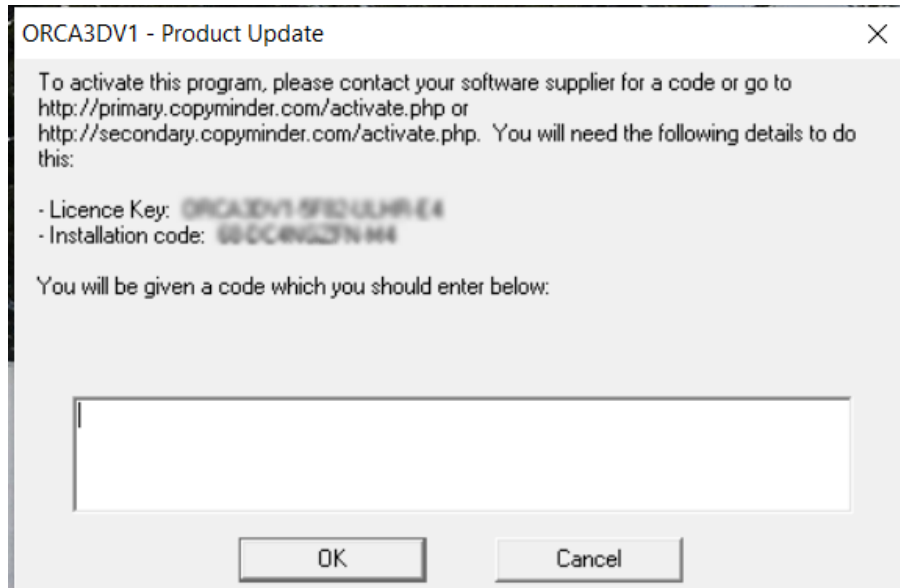 ORCA3DV1 - Product Update
To activate this program, please contact your software supplier for a code or go to
http://primary.copyminder.com/activate.php or
http://secondary.copyminder.com/activate.php.  You will need the following details to do
this:
- Licence Key:
- Installation code:
You will be given a code which you should enter below:
OK
Cancel